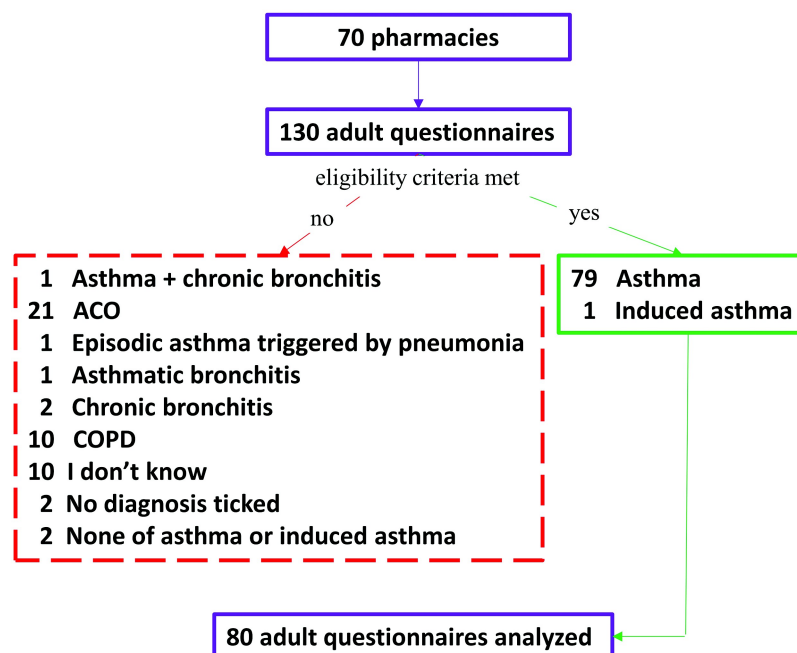 70 pharmacies
130 adult questionnaires
eligibility criteria met
no
yes
1 Asthma + chronic bronchitis
21 ACO
1 Episodic asthma triggered by pneumonia
1 Asthmatic bronchitis
2 Chronic bronchitis
10 COPD
10 I don't know
2 No diagnosis ticked
2 None of asthma or induced asthma
79 Asthma
1 Induced asthma
80 adult questionnaires analyzed